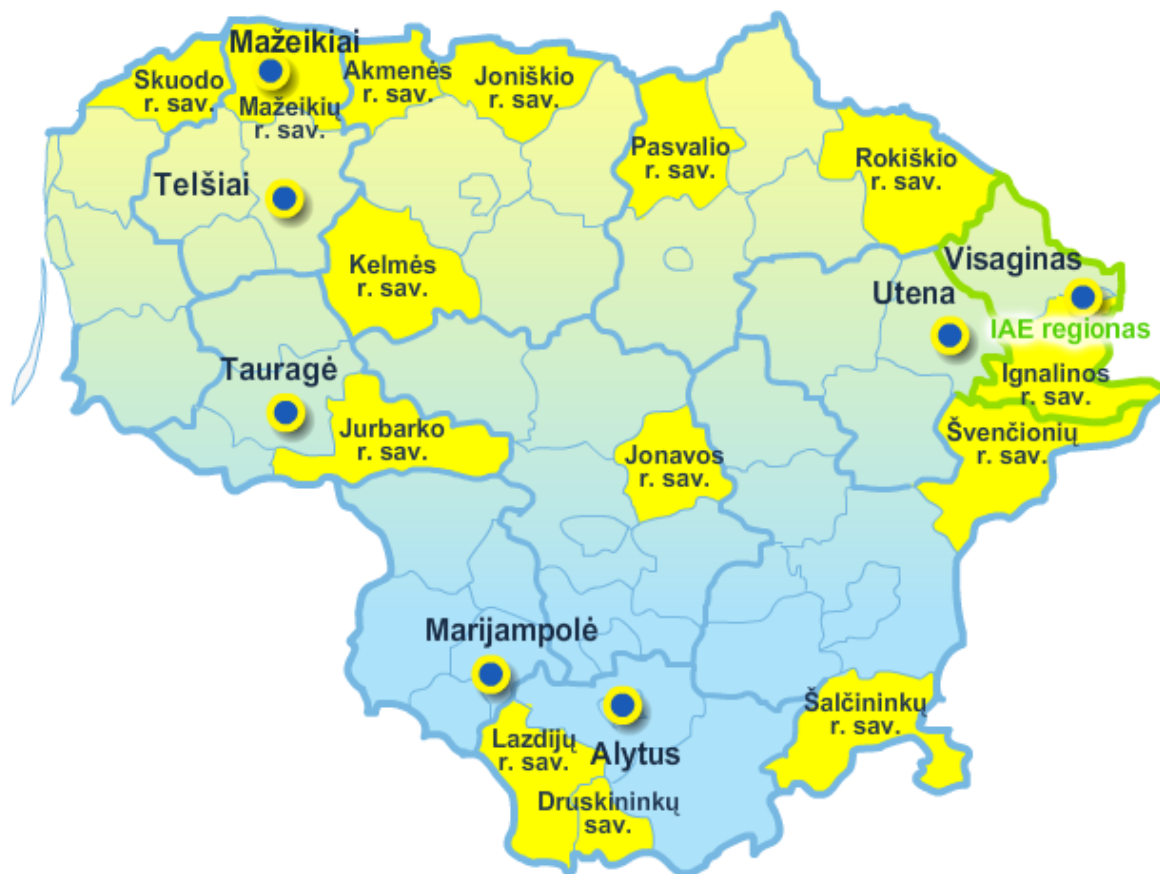 Mažeikiai
Skuodo
r. sav.
Mažeikių
r. sav.
Akmenės
r. sav.
Joniškio
r. sav.
Pasvalio
r. sav.
Rokiškio
r. sav.
Telšiai
Kelmės
r. sav.
Visaginas
Utena
IAE regionas
Ignalinos
r. sav.
Tauragė
Jurbarko
r. sav.
Jonavos
r. sav.
Švenčionių
r. sav.
Marijampolė
Šalčininkų
r. sav.
Lazdijų
r. sav.
Alytus
Druskininkų
sav.